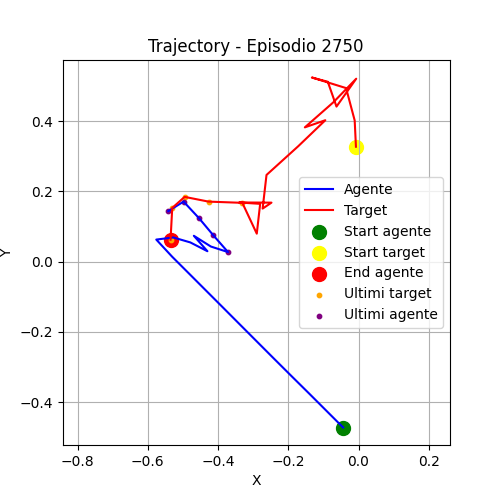 Trajectory - Episodio 2750
Y
0.4
0.2
0.0
−0.2
−0.4
Agente
Target
Start agente
Start target
End agente
Ultimi target
Ultimi agente
−0.8
−0.6
−0.4
−0.2
0.0
0.2
X